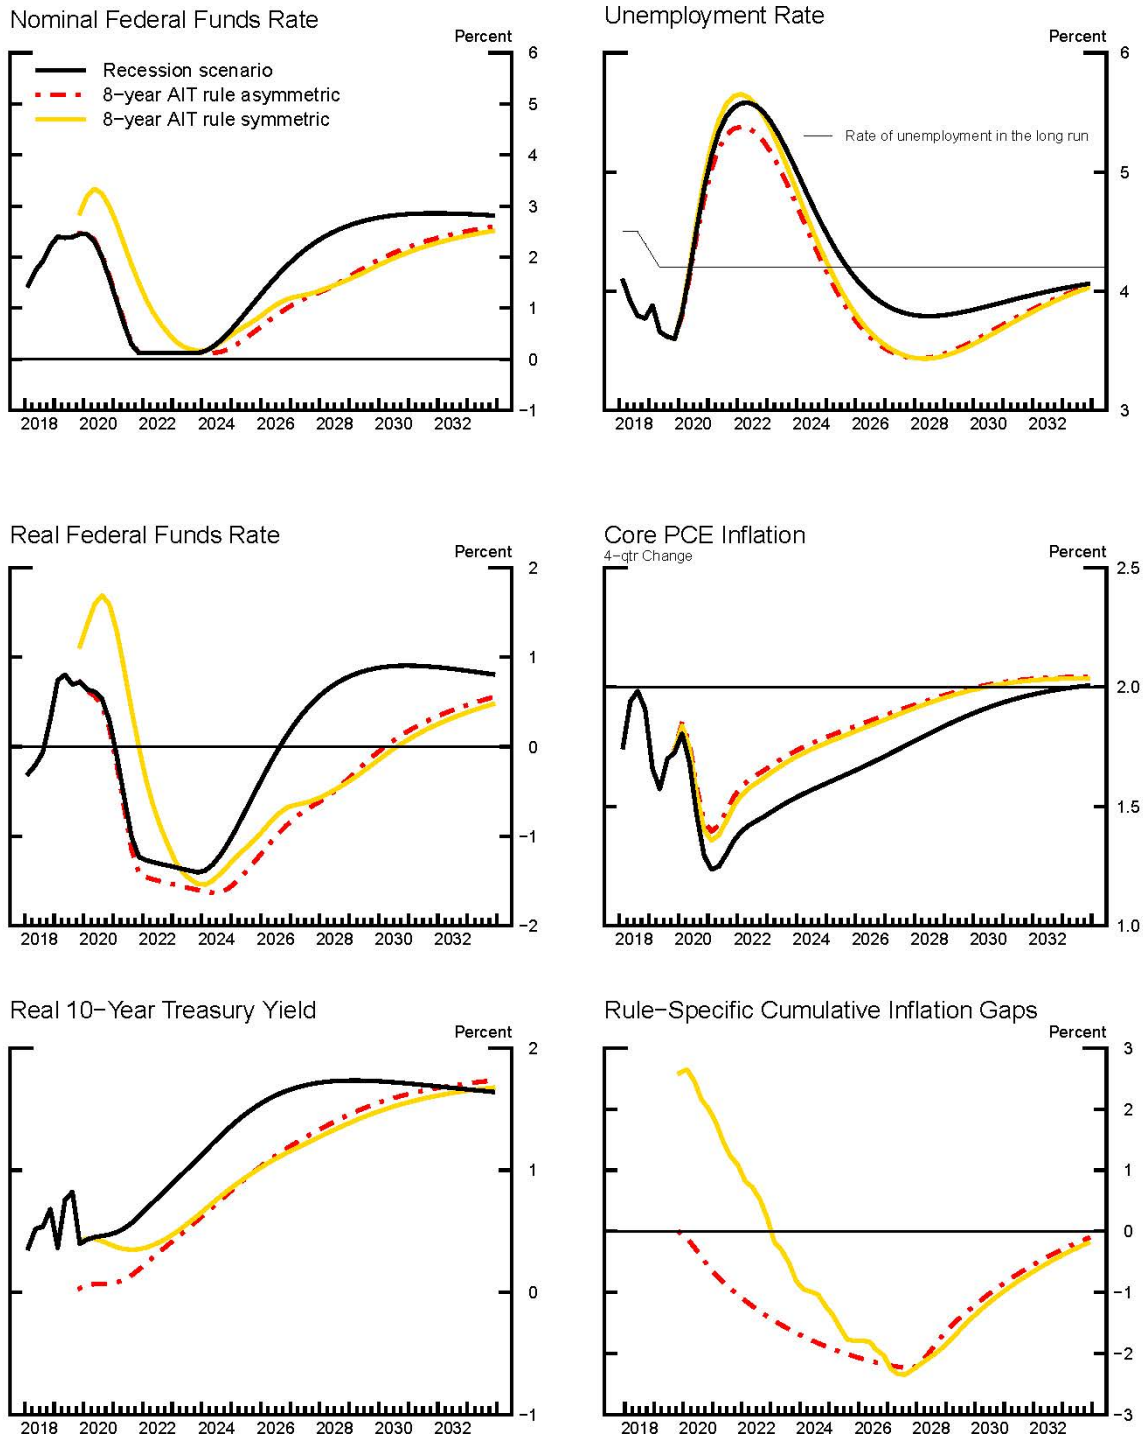 Nominal Federal Funds Rate
Percent
Recession scenario
8−year AIT rule asymmetric
8−year AIT rule symmetric
6
5
4
3
2
1
0
−1
2018 2020 2022 2024 2026 2028 2030 2032
Unemployment Rate
Percent
Rate of unemployment in the long run
6
5
4
3
2018 2020 2022 2024 2026 2028 2030 2032
Real Federal Funds Rate
Percent
2
1
0
−1
−2
2018 2020 2022 2024 2026 2028 2030 2032
Core PCE Inflation
4−qtr Change
Percent
2.5
2.0
1.5
1.0
2018 2020 2022 2024 2026 2028 2030 2032
Real 10−Year Treasury Yield
Percent
2
1
0
−1
2018 2020 2022 2024 2026 2028 2030 2032
Rule−Specific Cumulative Inflation Gaps
Percent
3
2
1
0
−1
−2
−3
2018 2020 2022 2024 2026 2028 2030 2032